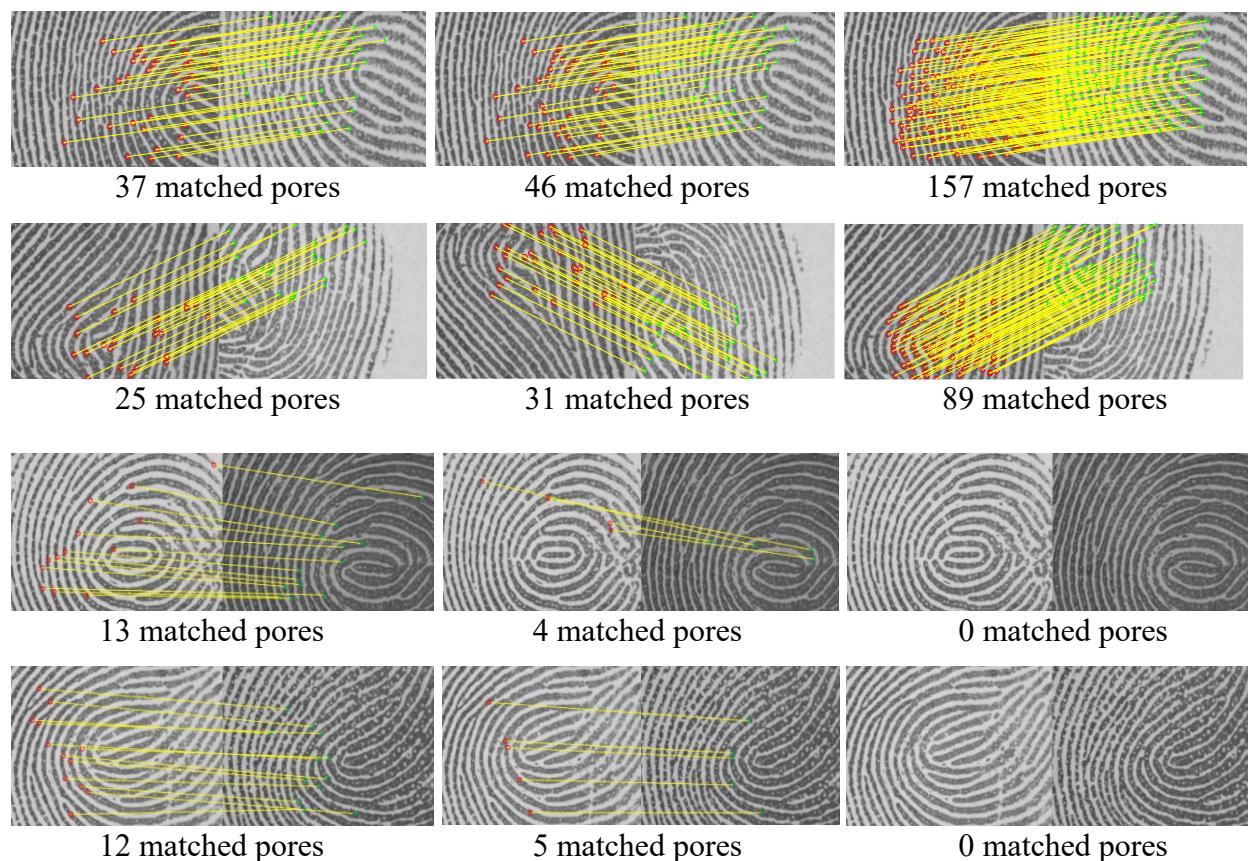 37 matched pores
46 matched pores
157 matched pores
25 matched pores
31 matched pores
89 matched pores
13 matched pores
4 matched pores
0 matched pores
12 matched pores
5 matched pores
0 matched pores